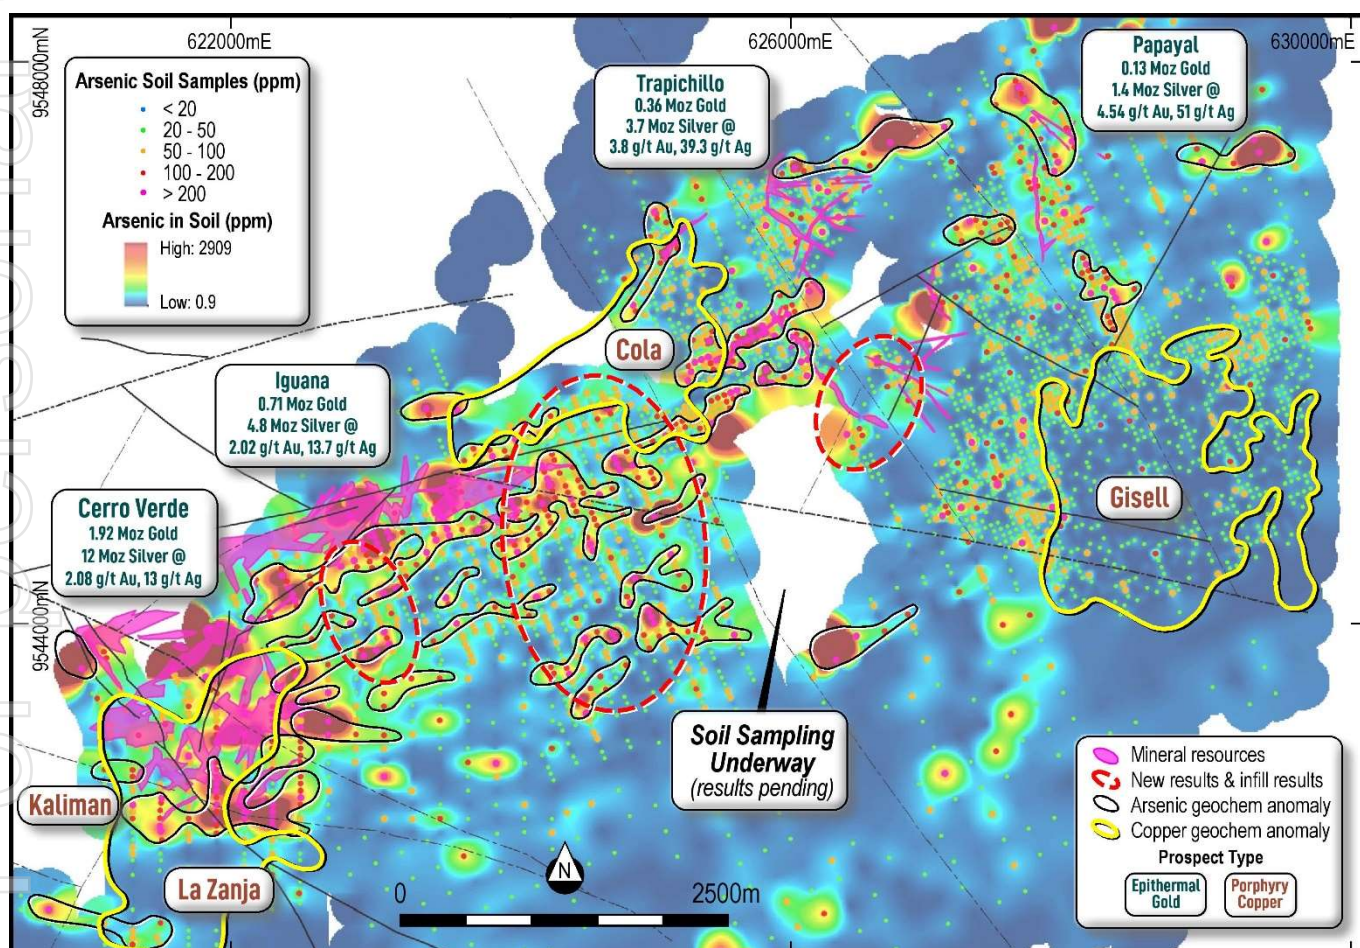 622000mE
626000mE
630000mE
9548000mN
9544000mN
Arsenic Soil Samples (ppm)
< 20
20 - 50
50 - 100
100 - 200
> 200
Arsenic in Soil (ppm)
High: 2909
Low: 0.9
Trapichillo
0.36 Moz Gold
3.7 Moz Silver @
3.8 g/t Au, 39.3 g/t Ag
Papayal
0.13 Moz Gold
1.4 Moz Silver @
4.54 g/t Au, 51 g/t Ag
Cola
Iguana
0.71 Moz Gold
4.8 Moz Silver @
2.02 g/t Au, 13.7 g/t Ag
Cerro Verde
1.92 Moz Gold
12 Moz Silver @
2.08 g/t Au, 13 g/t Ag
Gisell
Kaliman
La Zanja
Soil Sampling
Underway
(results pending)
N
0 2500m
Mineral resources
New results & infill results
Arsenic geochem anomaly
Copper geochem anomaly
Prospect Type
Epithermal
Gold
Porphyry
Copper